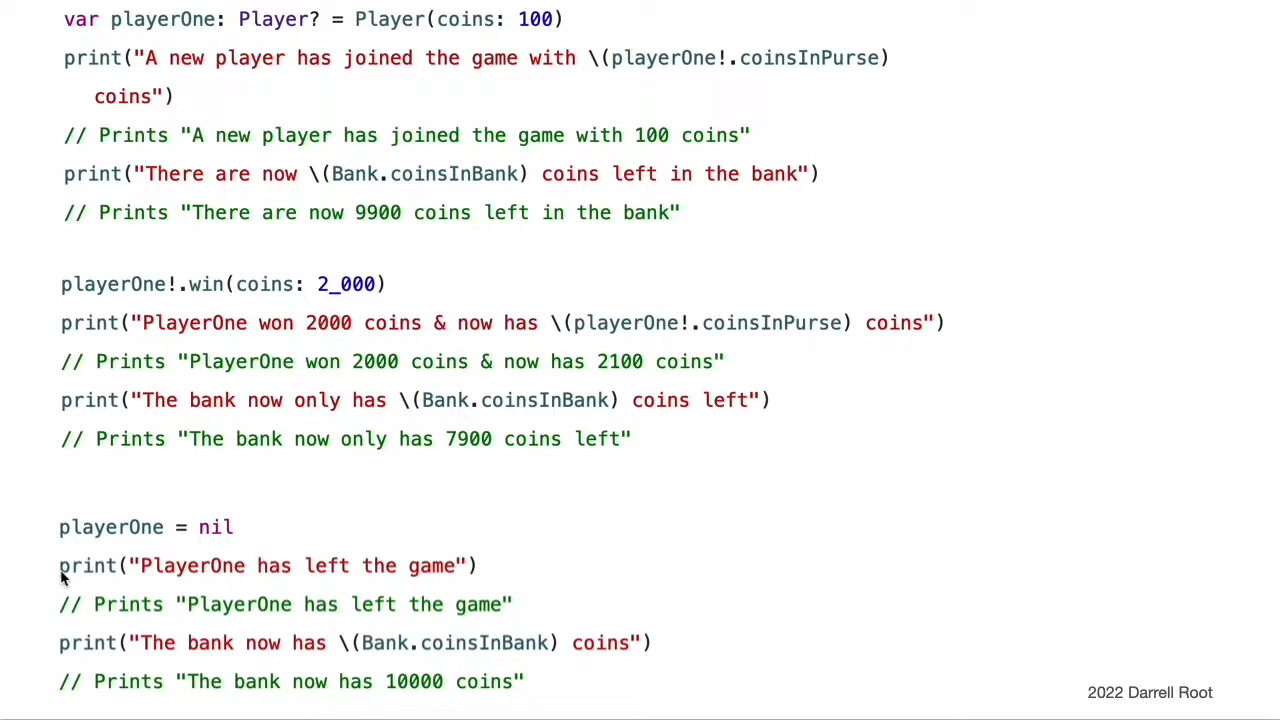 var playerOne: Player? = Player(coins: 100)
print("A new player has joined the game with \(playerOne!.coinsInPurse)
coins")
// Prints "A new player has joined the game with 100 coins"
print("There are now \(Bank.coinsInBank) coins left in the bank")
// Prints "There are now 9900 coins left in the bank"
playerOne!.win(coins: 2_000)
print("PlayerOne won 2000 coins & now has \(playerOne!.coinsInPurse) coins")
// Prints "PlayerOne won 2000 coins & now has 2100 coins"
print("The bank now only has \(Bank.coinsInBank) coins left")
// Prints "The bank now only has 7900 coins left"
playerOne = nil
print("PlayerOne has left the game")
// Prints "PlayerOne has left the game"
print("The bank now has \(Bank.coinsInBank) coins")
// Prints "The bank now has 10000 coins"
2022 Darrell Root